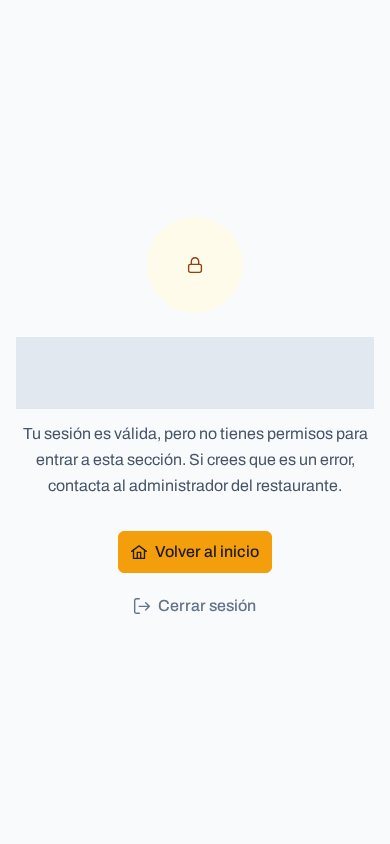 Tu sesión es válida, pero no tienes permisos para
entrar a esta sección. Si crees que es un error,
contacta al administrador del restaurante.
Volver al inicio
Cerrar sesión